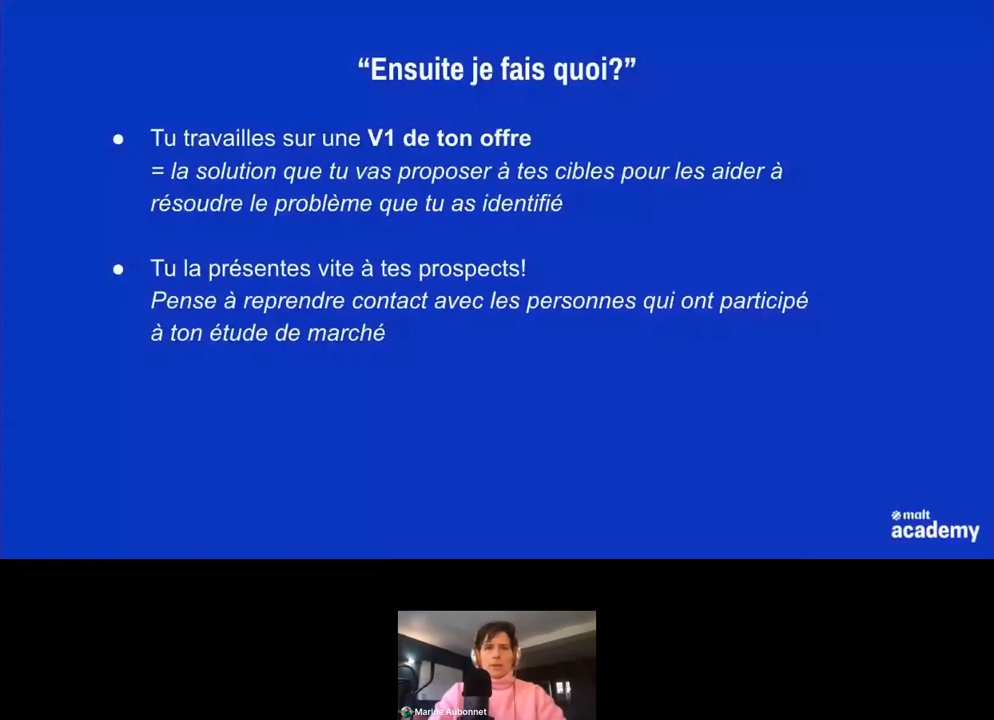 “Ensuite je fais quoi?”
● Tu travailles sur une V1 de ton offre
= la solution que tu vas proposer à tes cibles pour les aider à
résoudre le problème que tu as identifié
● Tu la présentes vite à tes prospects!
Pense à reprendre contact avec les personnes qui ont participé
à ton étude de marché
malt
academy
Marine Aubonnet